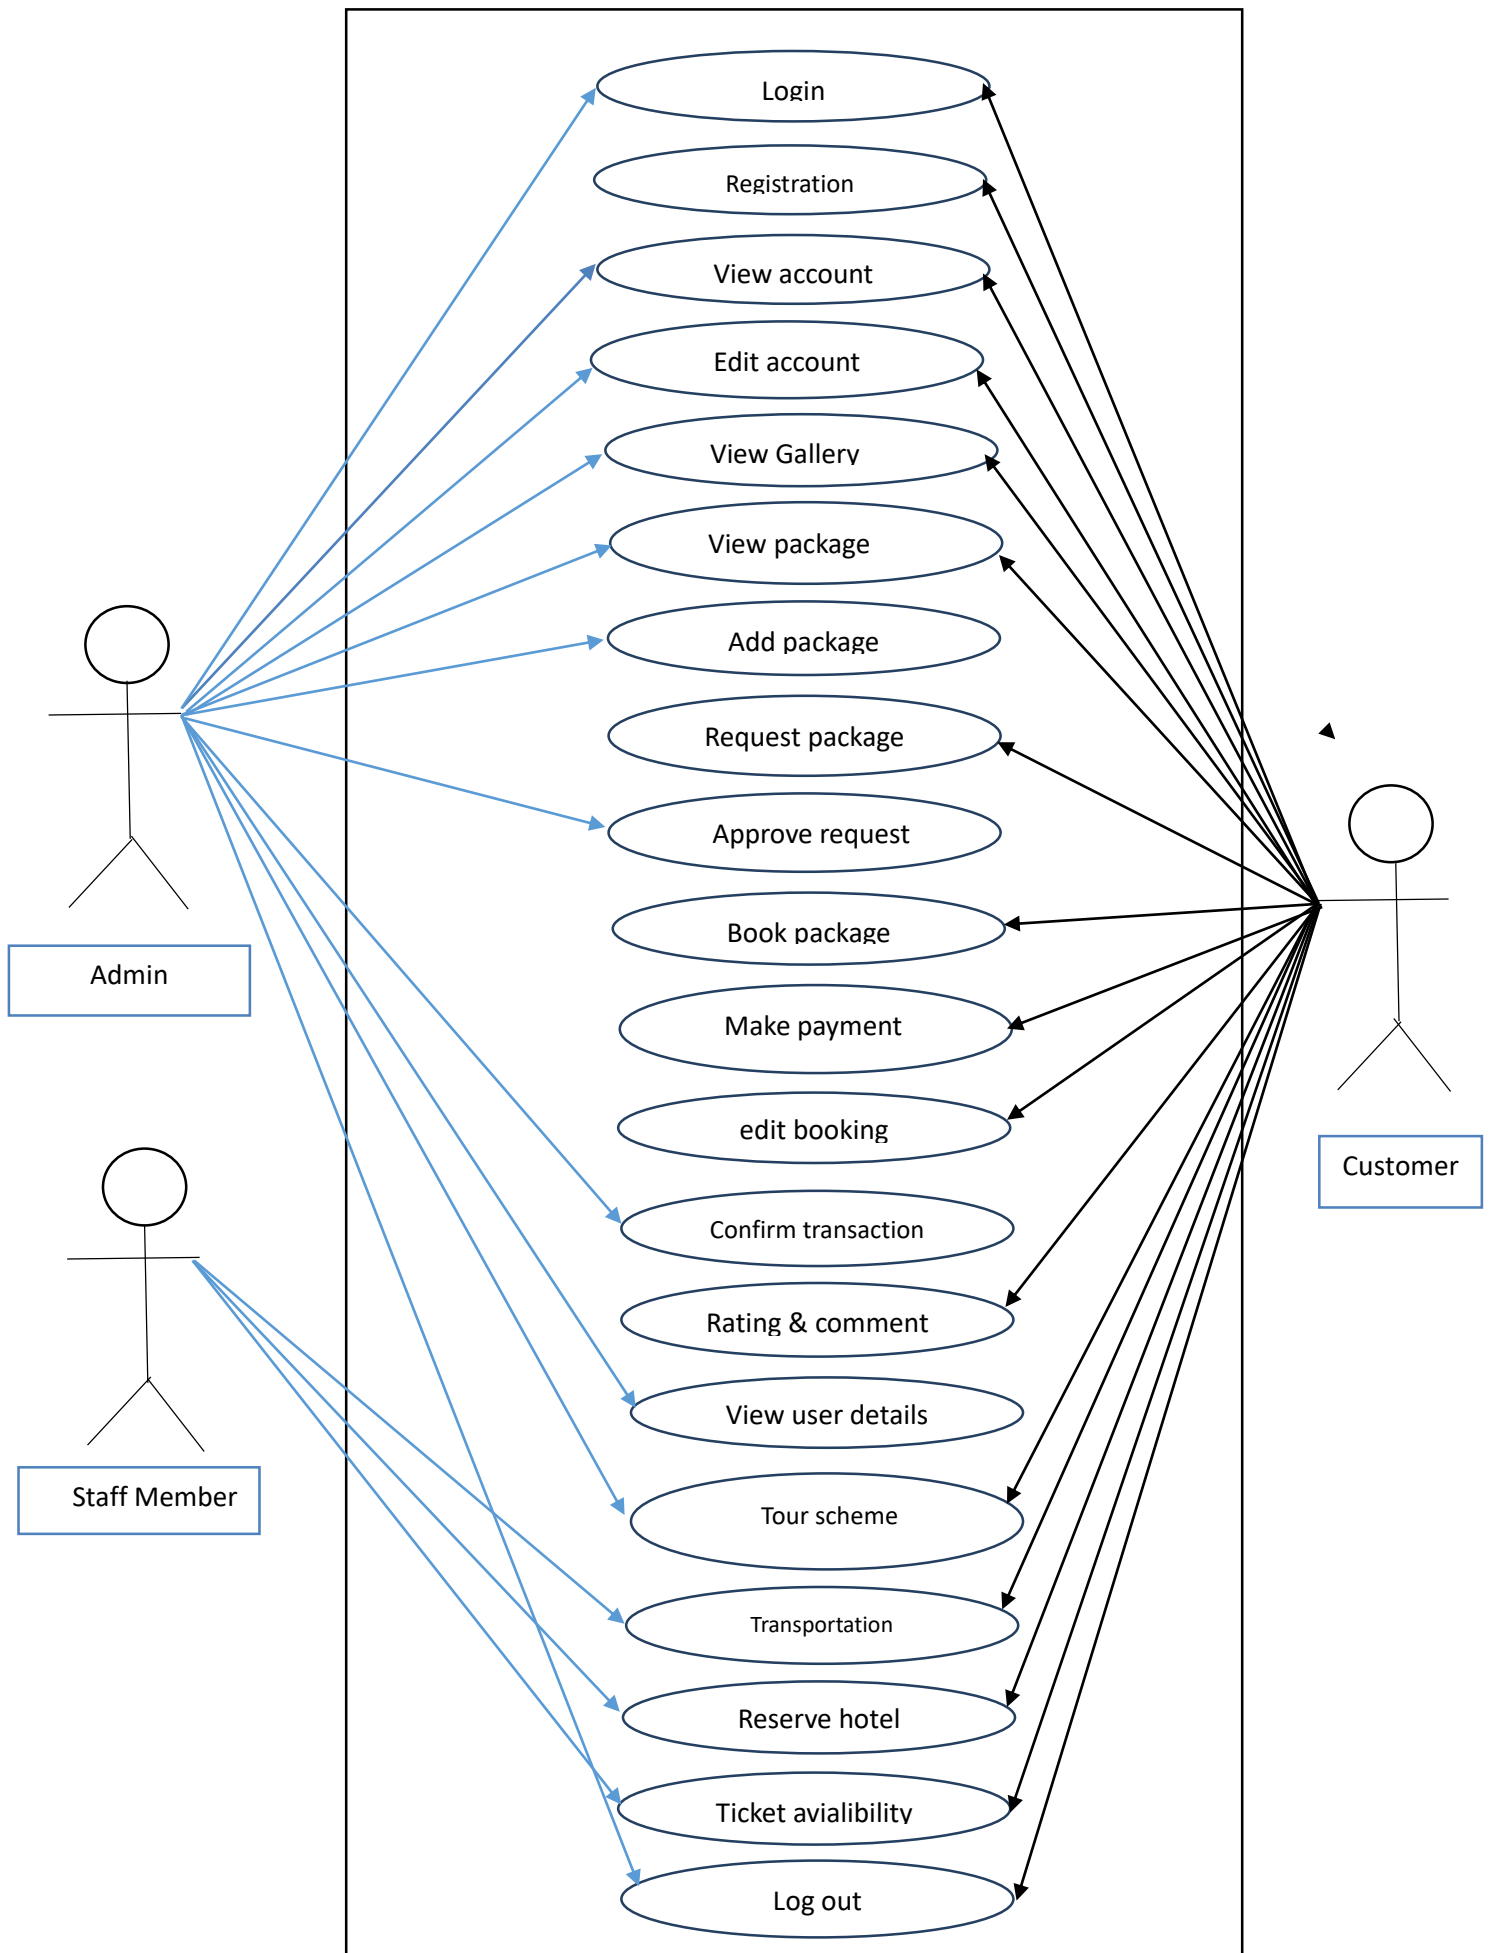 Login
Registration
View account
Edit account
View Gallery
View package
Add package
Request package
Approve request
Book package
Admin
Make payment
edit booking
Customer
Confirm transaction
Rating & comment
View user details
Staff Member
Tour scheme
Transportation
Reserve hotel
Ticket avialibility
Log out